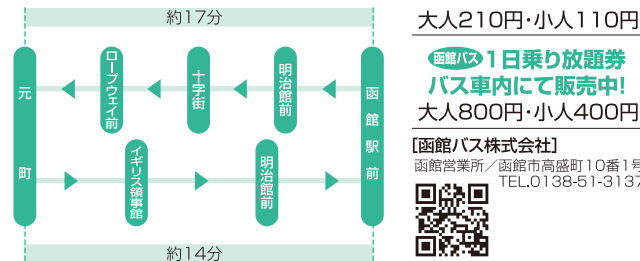 約17分
元町
ロープウェイ前
十字街
明治館前
函館駅前
イギリス領事館
明治館前
約14分
大人210円･小人110円
函館バス 1日乗り放題券
バス車内にて販売中!
大人800円･小人400円
[函館バス株式会社]
函館営業所／函館市高盛町10番1号
TEL.0138-51-3137